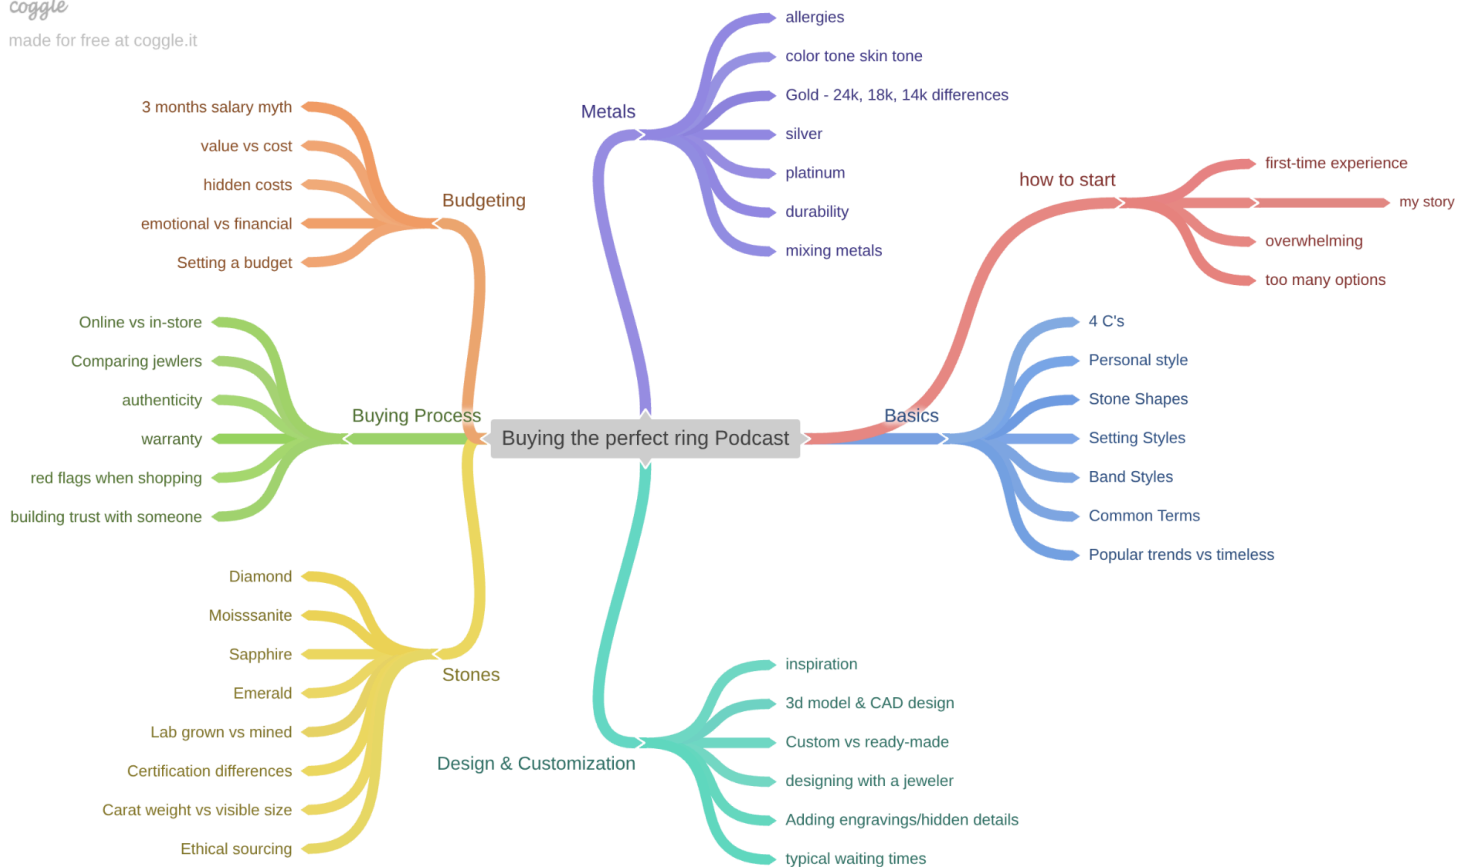 coggle
made for free at coggle.it
Metals
allergies
color tone skin tone
Gold - 24k, 18k, 14k differences
silver
platinum
durability
mixing metals
Budgeting
3 months salary myth
value vs cost
hidden costs
emotional vs financial
Setting a budget
how to start
first-time experience
my story
overwhelming
too many options
Buying Process
Online vs in-store
Comparing jewlers
authenticity
warranty
red flags when shopping
building trust with someone
Buying the perfect ring Podcast
Basics
4 C's
Personal style
Stone Shapes
Setting Styles
Band Styles
Common Terms
Popular trends vs timeless
Stones
Diamond
Moisssanite
Sapphire
Emerald
Lab grown vs mined
Certification differences
Carat weight vs visible size
Ethical sourcing
Design & Customization
inspiration
3d model & CAD design
Custom vs ready-made
designing with a jeweler
Adding engravings/hidden details
typical waiting times